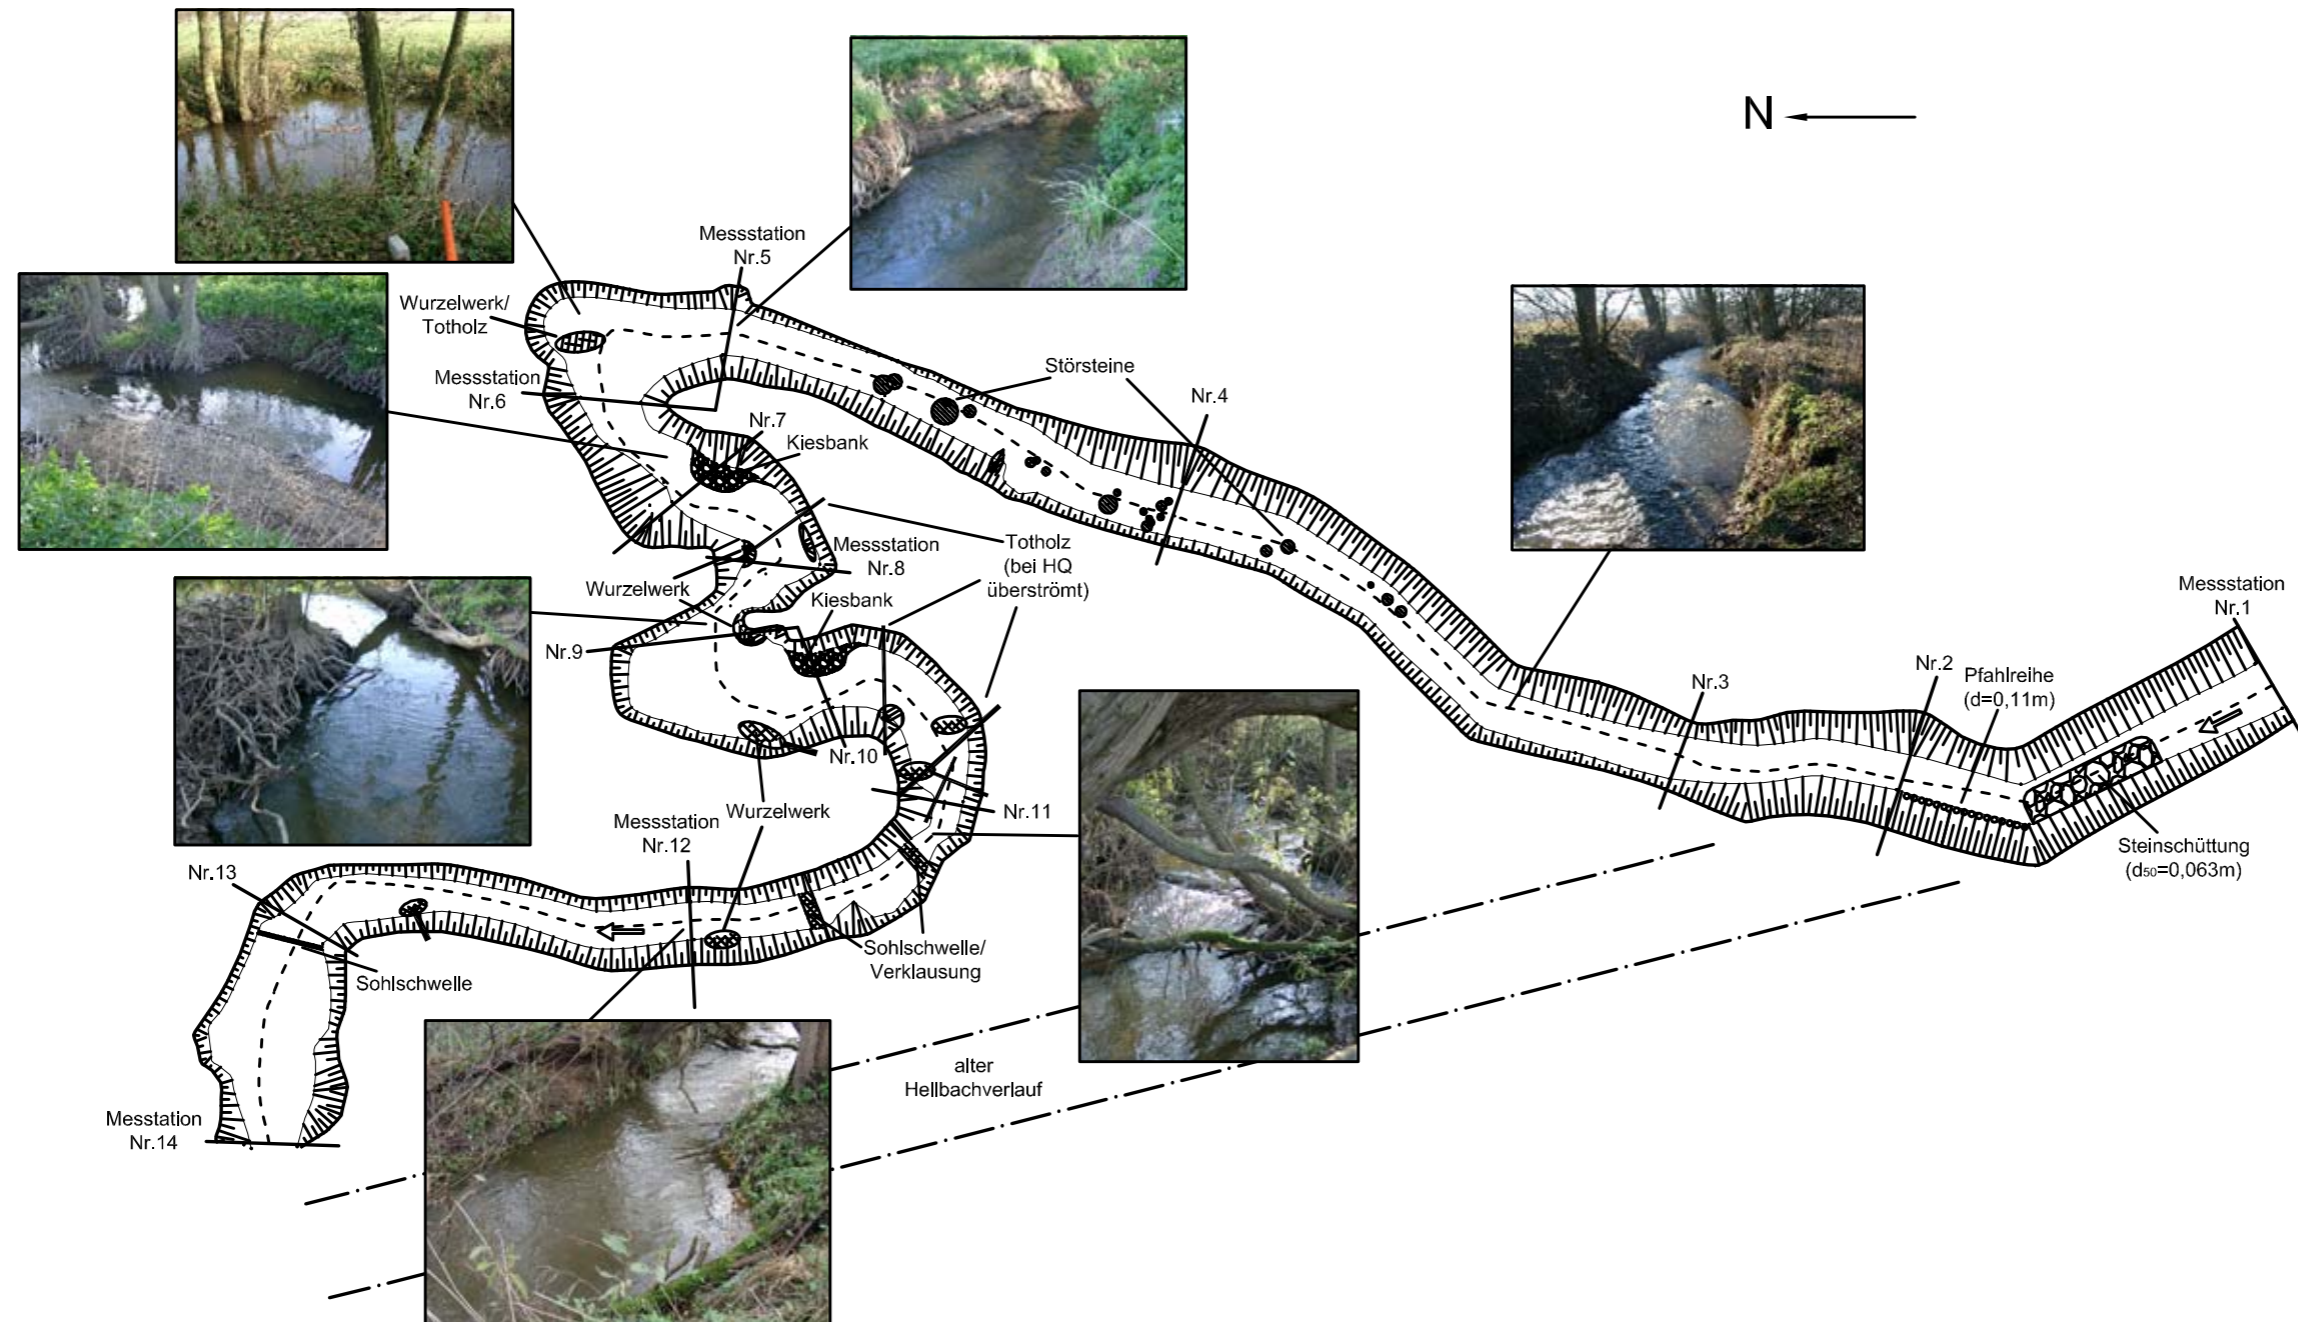 N
Messstation
Nr.5
Wurzelwerk/
Totholz
Störsteine
Messstation
Nr.6
Nr.4
Nr.7
Kiesbank
Messstation
Nr.8
Totholz
(bei HQ
überströmt)
Wurzelwerk
Kiesbank
Messstation
Nr.1
Nr.9
Nr.2
Pfahlreihe
(d=0,11m)
Nr.3
Nr.10
Nr.11
Wurzelwerk
Messstation
Nr.12
Steinschüttung
(d50=0,063m)
Nr.13
Sohlschwelle/
Verklausung
Sohlschwelle
alter
Hellbachverlauf
Messtation
Nr.14